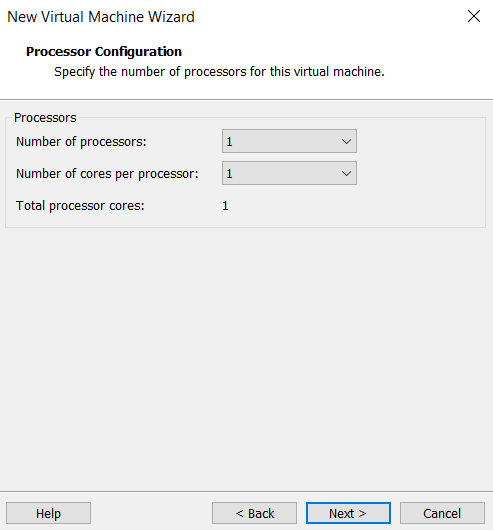 New Virtual Machine Wizard
Processor Configuration
Specify the number of processors for this virtual machine.
Processors
Number of processors: 1
Number of cores per processor: 1
Total processor cores: 1
Help < Back Next > Cancel